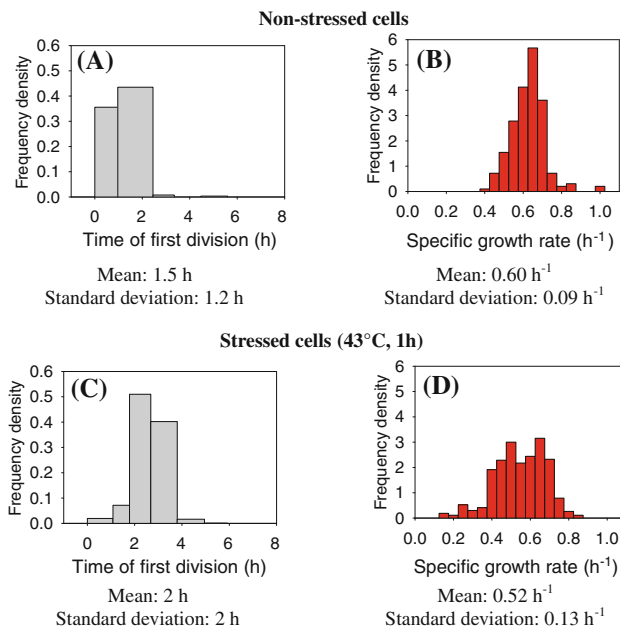 Non-stressed cells
(A)
Frequency density
0.6
0.5
0.4
0.3
0.2
0.1
0.0
0 2 4 6 8
Time of first division (h)
Mean: 1.5 h
Standard deviation: 1.2 h
(B)
Frequency density
6
5
4
3
2
1
0
0.0 0.2 0.4 0.6 0.8 1.0
Specific growth rate (h⁻¹)
Mean: 0.60 h⁻¹
Standard deviation: 0.09 h⁻¹
Stressed cells (43°C, 1h)
(C)
Frequency density
0.6
0.5
0.4
0.3
0.2
0.1
0.0
0 2 4 6 8
Time of first division (h)
Mean: 2 h
Standard deviation: 2 h
(D)
Frequency density
6
5
4
3
2
1
0
0.0 0.2 0.4 0.6 0.8 1.0
Specific growth rate (h⁻¹)
Mean: 0.52 h⁻¹
Standard deviation: 0.13 h⁻¹